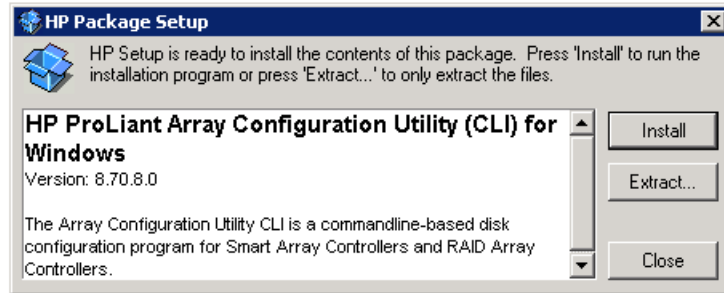 HP Package Setup
HP Setup is ready to install the contents of this package. Press 'Install' to run the
installation program or press 'Extract...' to only extract the files.
HP ProLiant Array Configuration Utility (CLI) for
Windows
Version: 8.70.8.0
The Array Configuration Utility CLI is a commandline-based disk
configuration program for Smart Array Controllers and RAID Array
Controllers.
Install
Extract...
Close